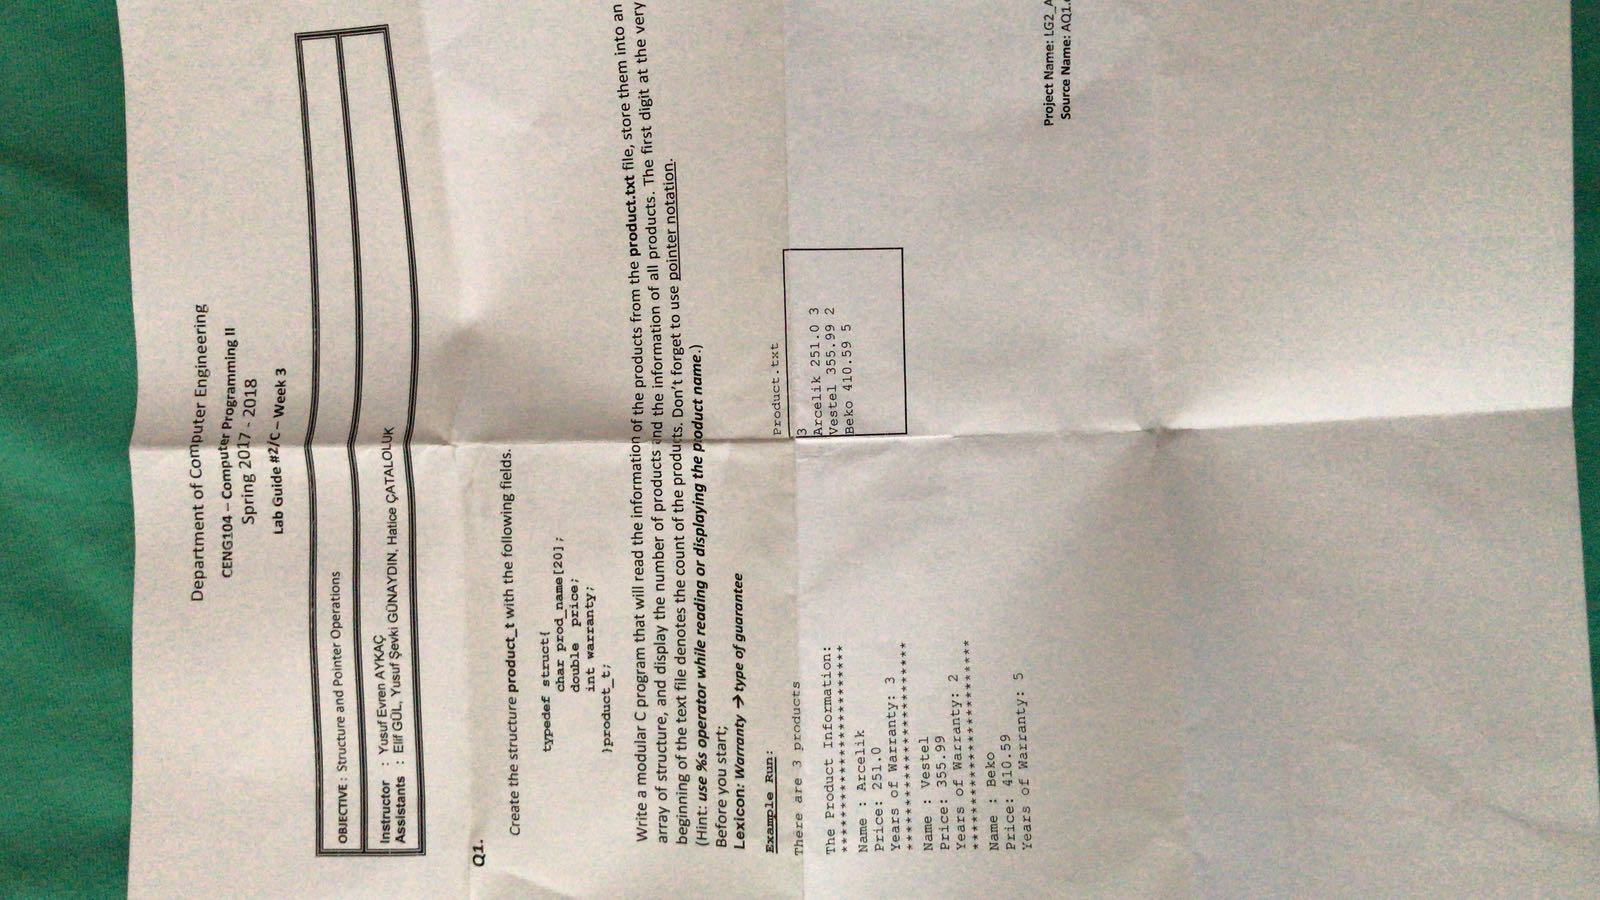 Department of Computer Engineering
CENG104 – Computer Programming II
Spring 2017 - 2018
Lab Guide #2/C – Week 3
OBJECTIVE : Structure and Pointer Operations
Instructor : Yusuf Evren AYKAÇ
Assistants : Elif GÜL, Yusuf Şevki GÜNAYDIN, Hatice ÇATALOLUK
Q1.
Create the structure product_t with the following fields.
typedef struct{
char prod_name[20];
double price;
int warranty;
}product_t;
Write a modular C program that will read the information of the products from the product.txt file, store them into an
array of structure, and display the number of products and the information of all products. The first digit at the very
beginning of the text file denotes the count of the products. Don't forget to use pointer notation.
(Hint: use %s operator while reading or displaying the product name.)
Before you start;
Lexicon: Warranty → type of guarantee
Example Run:
There are 3 products
The Product Information:
************************
Name : Arcelik
Price: 251.0
Years of Warranty: 3
************************
Name : Vestel
Price: 355.99
Years of Warranty: 2
************************
Name : Beko
Price: 410.59
Years of Warranty: 5
Product.txt
3
Arcelik 251.0 3
Vestel 355.99 2
Beko 410.59 5
Project Name: LG2_A
Source Name: AQ1.